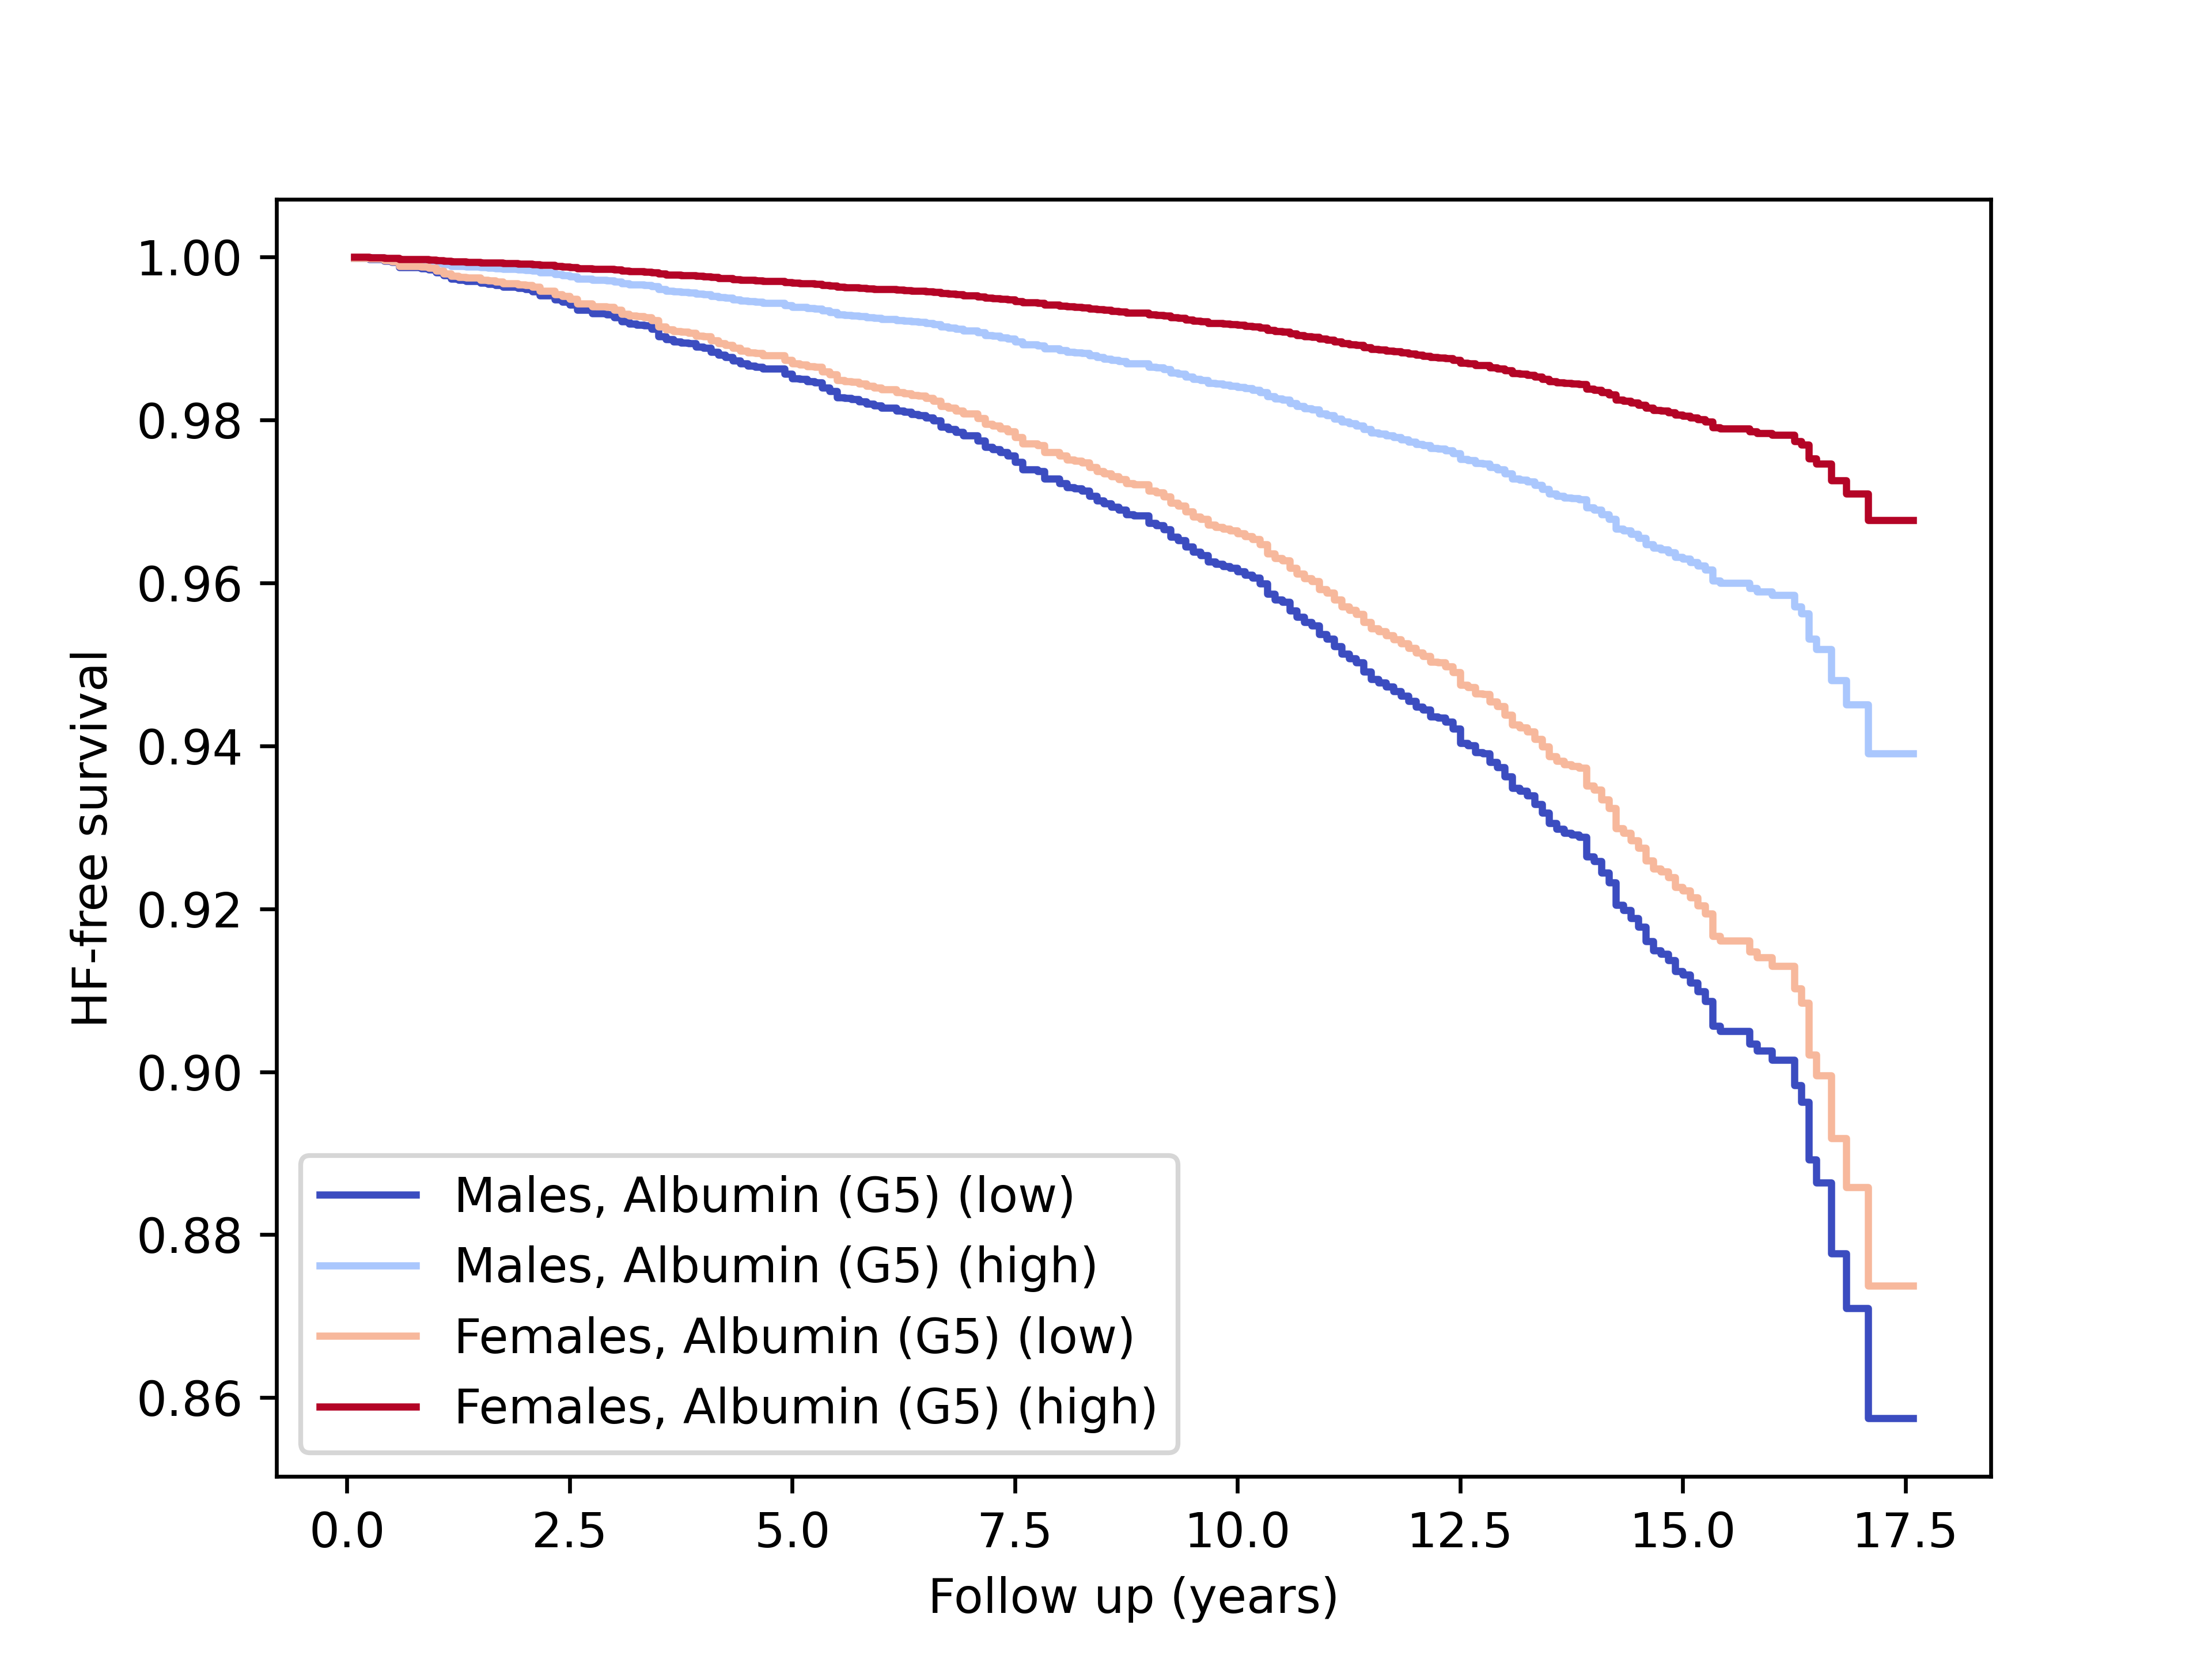 1.00
0.98
0.96
0.94
0.92
0.90
0.88
0.86
HF-free survival
Males, Albumin (G5) (low)
Males, Albumin (G5) (high)
Females, Albumin (G5) (low)
Females, Albumin (G5) (high)
0.0 2.5 5.0 7.5 10.0 12.5 15.0 17.5
Follow up (years)